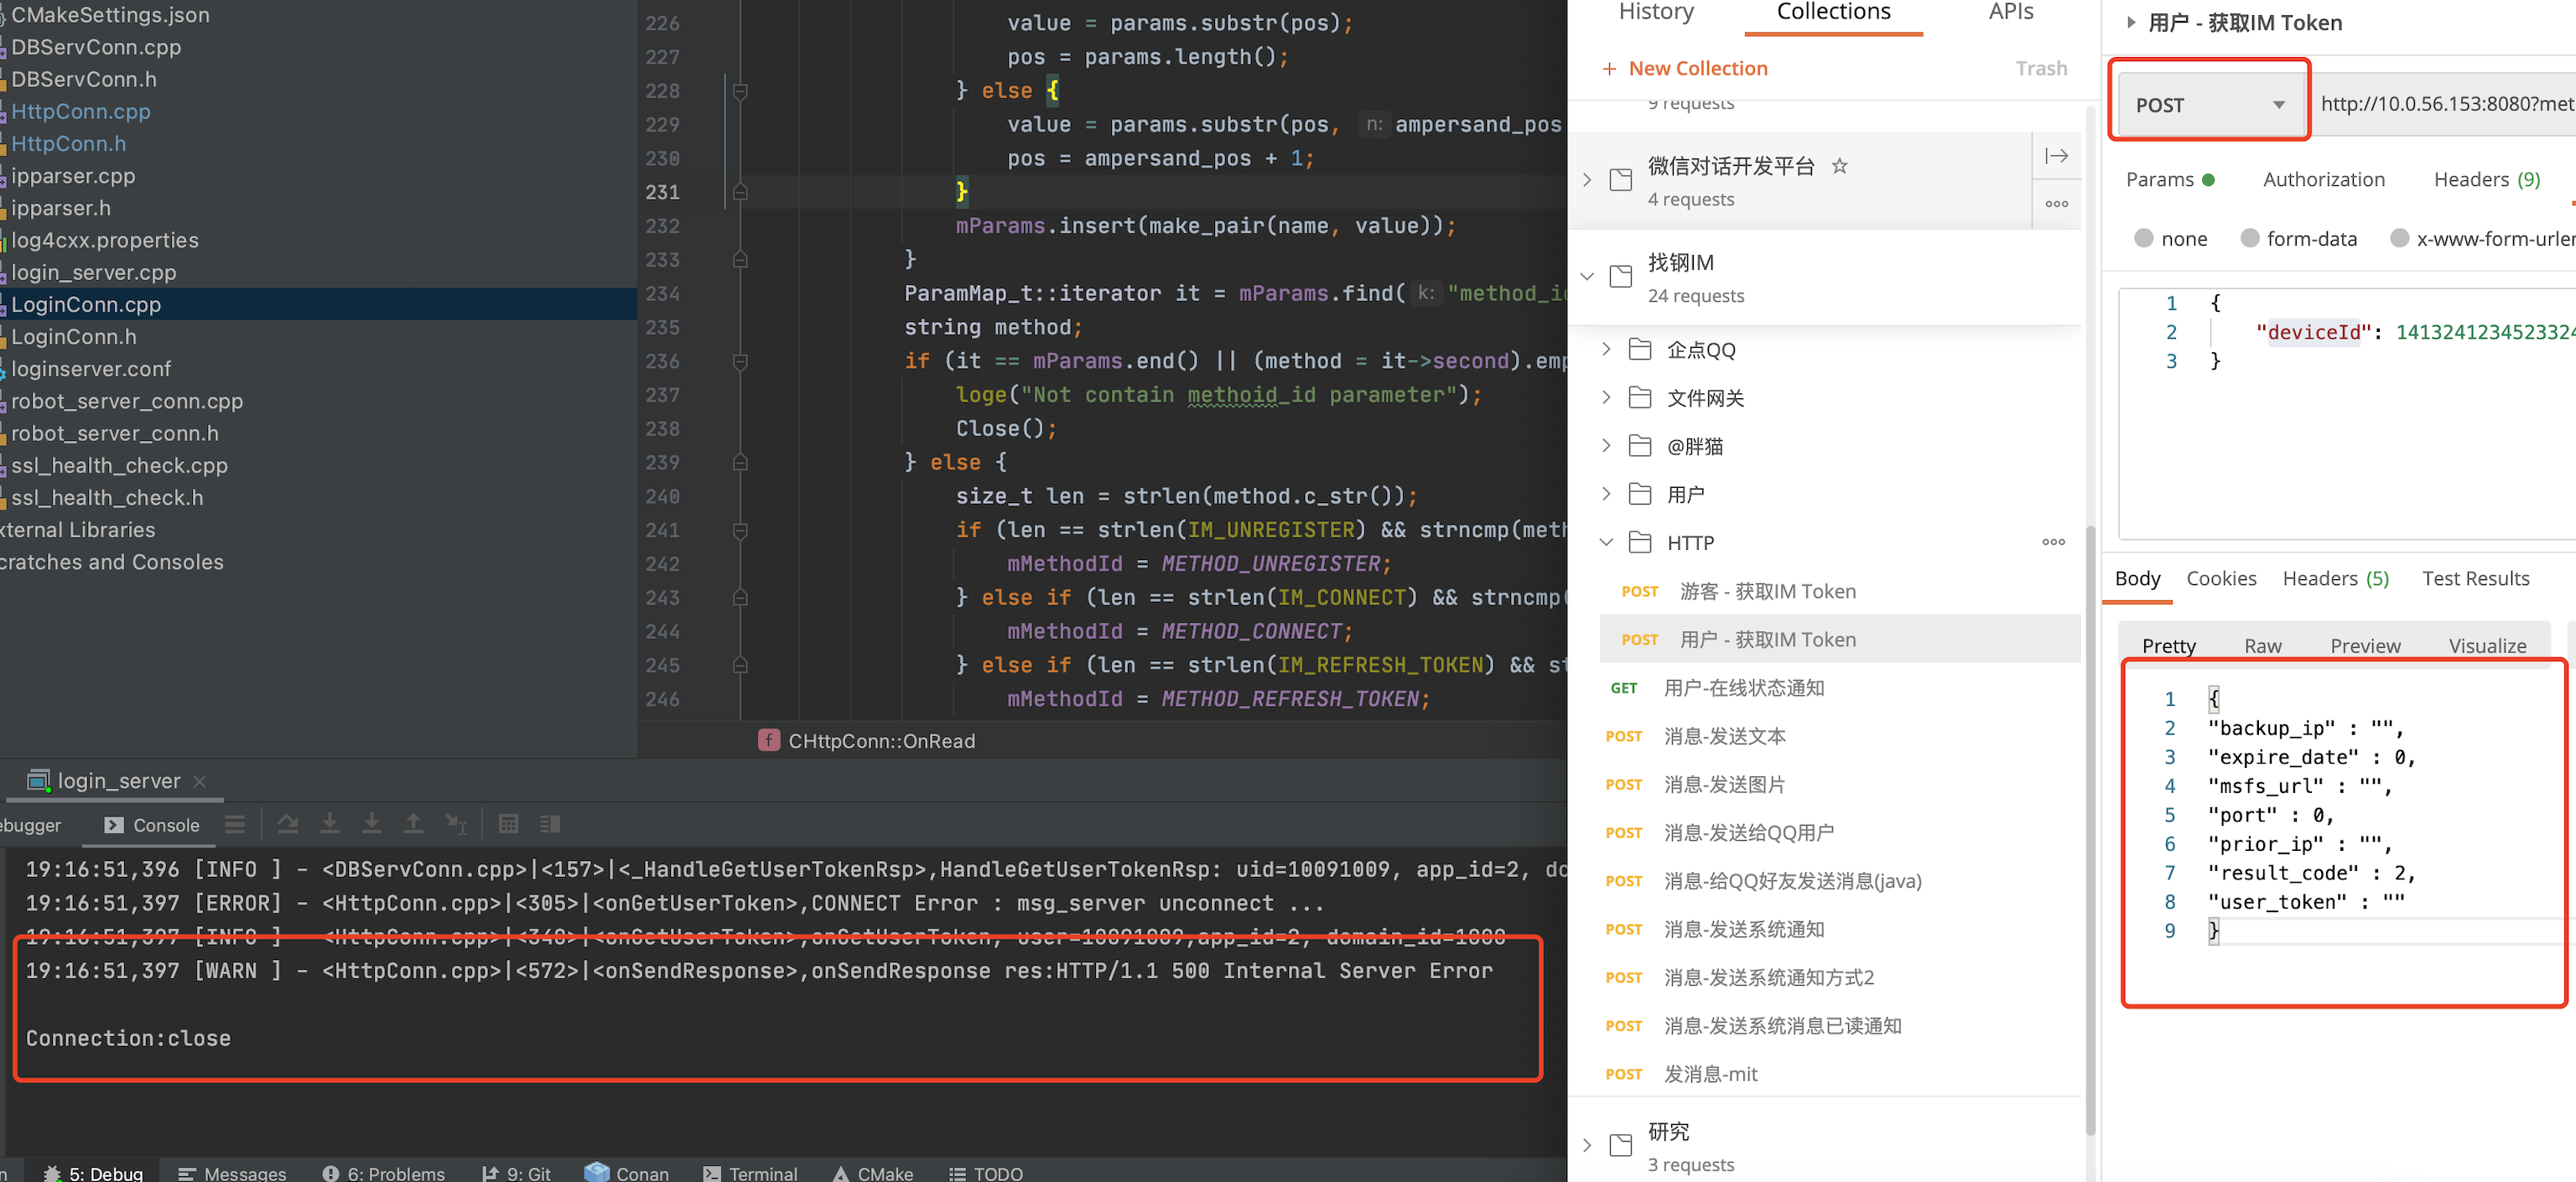 CMakeSettings.json
DBServConn.cpp
DBServConn.h
HttpConn.cpp
HttpConn.h
ipparser.cpp
ipparser.h
log4cxx.properties
login_server.cpp
LoginConn.cpp
LoginConn.h
loginserver.conf
robot_server_conn.cpp
robot_server_conn.h
ssl_health_check.cpp
ssl_health_check.h
xternal Libraries
cratches and Consoles
226 value = params.substr(pos);
227 pos = params.length();
228 } else {
229 value = params.substr(pos, n: ampersand_pos
230 pos = ampersand_pos + 1;
231 }
232 mParams.insert(make_pair(name, value));
233 }
234 ParamMap_t::iterator it = mParams.find( k: "method_i
235 string method;
236 if (it == mParams.end() || (method = it->second).emp
237 loge("Not contain methoid_id parameter");
238 Close();
239 } else {
240 size_t len = strlen(method.c_str());
241 if (len == strlen(IM_UNREGISTER) && strncmp(meth
242 mMethodId = METHOD_UNREGISTER;
243 } else if (len == strlen(IM_CONNECT) && strncmp(
244 mMethodId = METHOD_CONNECT;
245 } else if (len == strlen(IM_REFRESH_TOKEN) && st
246 mMethodId = METHOD_REFRESH_TOKEN;
f CHttpConn::OnRead
login_server
ebugger Console
19:16:51,396 [INFO ] - <DBServConn.cpp>|<157>|<_HandleGetUserTokenRsp>,HandleGetUserTokenRsp: uid=10091009, app_id=2, do
19:16:51,397 [ERROR] - <HttpConn.cpp>|<305>|<onGetUserToken>,CONNECT Error : msg_server unconnect ...
19:16:51,397 [INFO ] - <HttpConn.cpp>|<340>|<onGetUserToken>,onGetUserToken, user=10091009,app_id=2, domain_id=1000
19:16:51,397 [WARN ] - <HttpConn.cpp>|<572>|<onSendResponse>,onSendResponse res:HTTP/1.1 500 Internal Server Error
Connection:close
5: Debug Messages 6: Problems 9: Git Conan Terminal CMake TODO
History Collections APIs
+ New Collection Trash
9 requests
微信对话开发平台
4 requests
找钢IM
24 requests
企点QQ
文件网关
@胖猫
用户
HTTP
POST 游客 - 获取IM Token
POST 用户 - 获取IM Token
GET 用户-在线状态通知
POST 消息-发送文本
POST 消息-发送图片
POST 消息-发送给QQ用户
POST 消息-给QQ好友发送消息(java)
POST 消息-发送系统通知
POST 消息-发送系统通知方式2
POST 消息-发送系统消息已读通知
POST 发消息-mit
研究
3 requests
用户 - 获取IM Token
POST http://10.0.56.153:8080?met
Params Authorization Headers (9)
none form-data x-www-form-urlen
1 {
2 "deviceId": 1413241234523324
3 }
Body Cookies Headers (5) Test Results
Pretty Raw Preview Visualize
1 {
2 "backup_ip" : "",
3 "expire_date" : 0,
4 "msfs_url" : "",
5 "port" : 0,
6 "prior_ip" : "",
7 "result_code" : 2,
8 "user_token" : ""
9 }